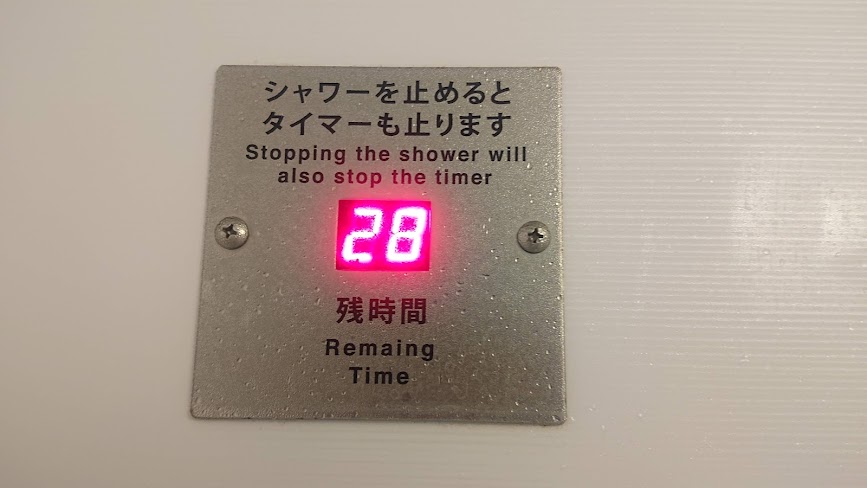 シャワーを止めると
タイマーも止ります
Stopping the shower will
also stop the timer
28
残時間
Remaing
Time